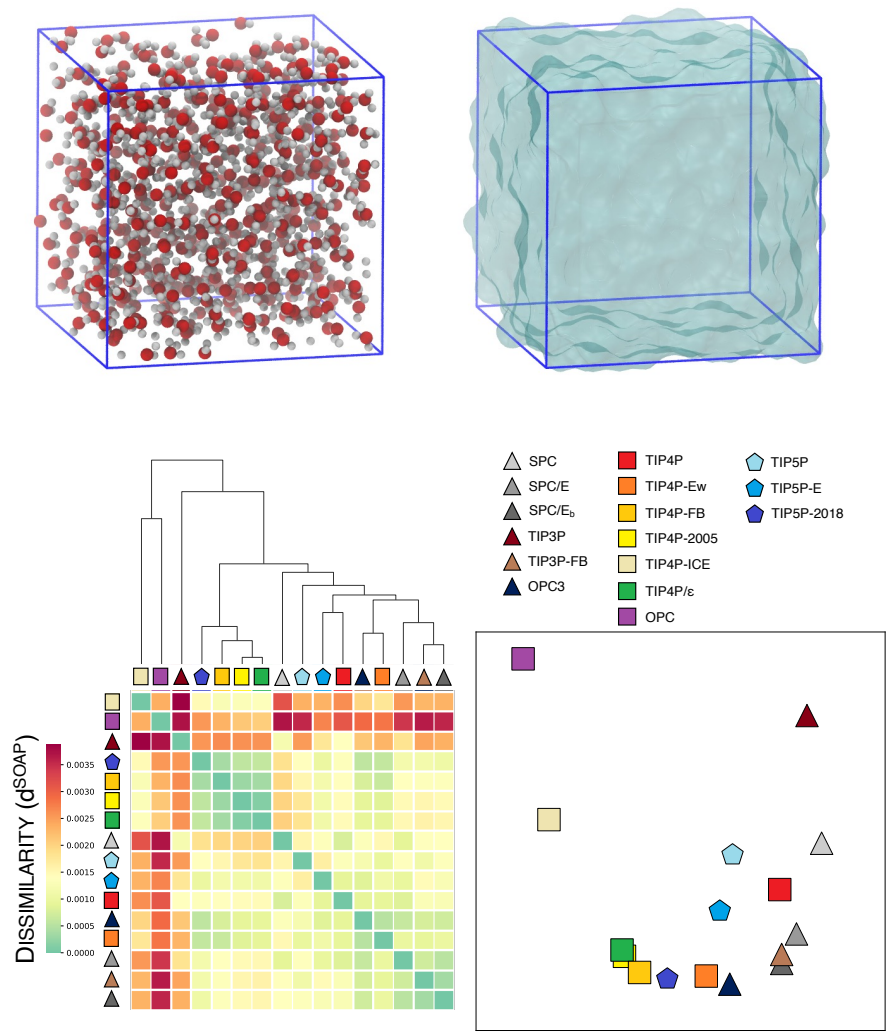 SPC
SPC/E
SPC/Eb
TIP3P
TIP3P-FB
OPC3
TIP4P
TIP4P-Ew
TIP4P-FB
TIP4P-2005
TIP4P-ICE
TIP4P/ε
OPC
TIP5P
TIP5P-E
TIP5P-2018
DISSIMILARITY (dSOAP)
0.0035
0.0030
0.0025
0.0020
0.0015
0.0010
0.0005
0.0000